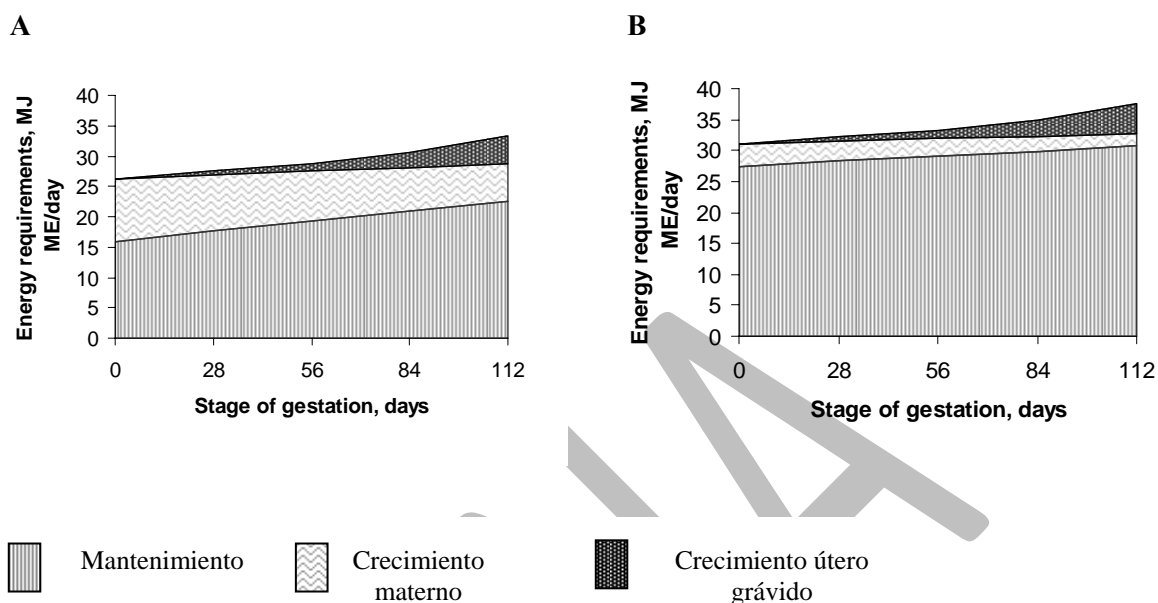 A
B
Energy requirements, MJ
ME/day
40
35
30
25
20
15
10
5
0
0 28 56 84 112
Stage of gestation, days
Energy requirements, MJ
ME/day
40
35
30
25
20
15
10
5
0
0 28 56 84 112
Stage of gestation, days
Mantenimiento
Crecimiento
materno
Crecimiento útero
grávido